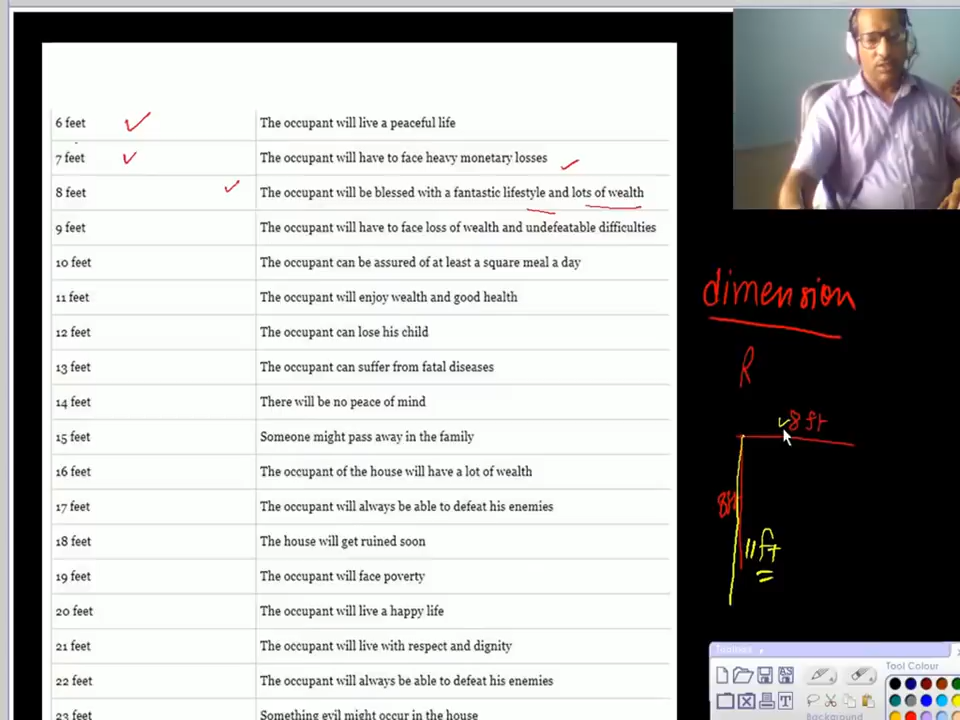 6 feet The occupant will live a peaceful life
7 feet The occupant will have to face heavy monetary losses
8 feet The occupant will be blessed with a fantastic lifestyle and lots of wealth
9 feet The occupant will have to face loss of wealth and undefeatable difficulties
10 feet The occupant can be assured of at least a square meal a day
11 feet The occupant will enjoy wealth and good health
12 feet The occupant can lose his child
13 feet The occupant can suffer from fatal diseases
14 feet There will be no peace of mind
15 feet Someone might pass away in the family
16 feet The occupant of the house will have a lot of wealth
17 feet The occupant will always be able to defeat his enemies
18 feet The house will get ruined soon
19 feet The occupant will face poverty
20 feet The occupant will live a happy life
21 feet The occupant will live with respect and dignity
22 feet The occupant will always be able to defeat his enemies
23 feet Something evil might occur in the house
dimension
R
8 ft
8ft
11ft
Toolbox
Tool Colour
Background